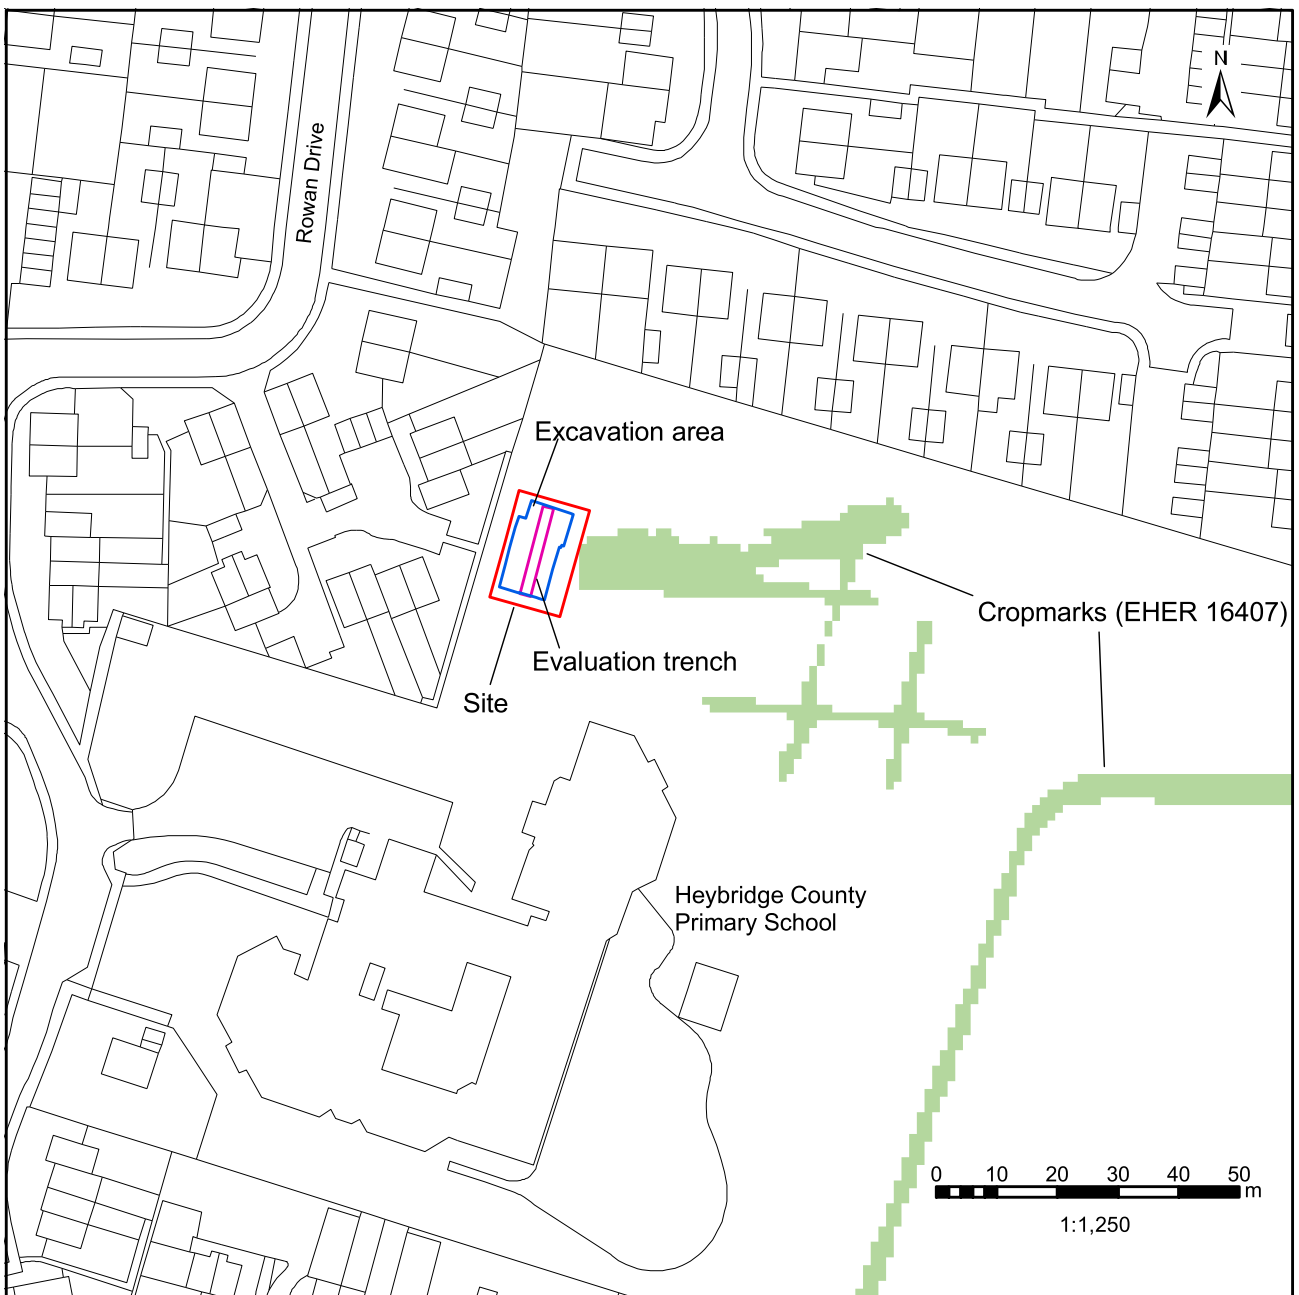 N
Rowan Drive
Excavation area
Cropmarks (EHER 16407)
Evaluation trench
Site
Heybridge County
Primary School
0 10 20 30 40 50
m
1:1,250